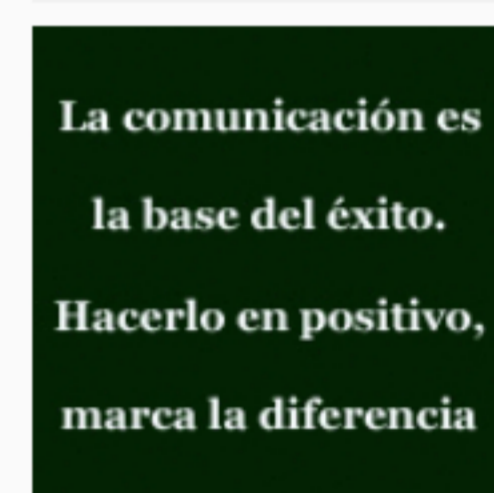 La comunicación es
la base del éxito.
Hacerlo en positivo,
marca la diferencia